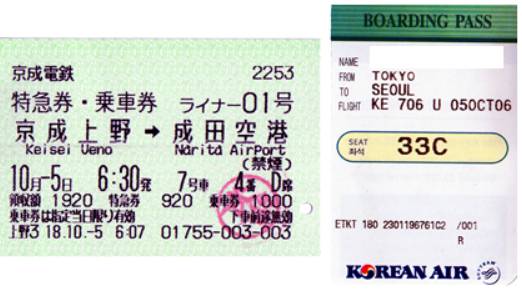 京成電鉄 2253
特急券・乗車券 ライナー01号
京成上野➡成田空港
Keisei Ueno Narita Airport
(禁煙)
10月-5日 6:30発 7号車 4番 D席
領収額 1920 特急券 920 乗車券 1000
乗車券は指定当日限り有効 下車前途無効
上野3 18.10.-5 6:07 01755-003-003
BOARDING PASS
NAME
FROM TOKYO
TO SEOUL
FLIGHT KE 706 U 05OCT06
SEAT
좌석 33C
ETKT 180 2301196761C2 /001
R
KOREAN AIR